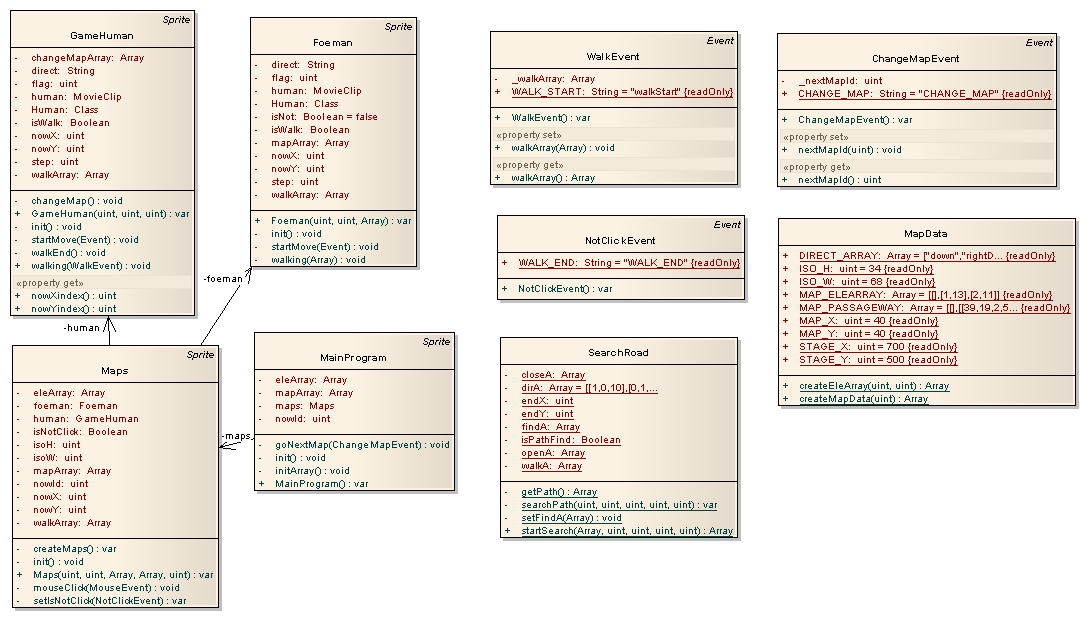 Sprite
GameHuman
- changeMapArray: Array
- direct: String
- flag: uint
- human: MovieClip
- Human: Class
- isWalk: Boolean
- nowX: uint
- nowY: uint
- step: uint
- walkArray: Array
- changeMap() : void
+ GameHuman(uint, uint, uint) : var
- init() : void
- startMove(Event) : void
- walkEnd() : void
- walking(WalkEvent) : void
«property get»
+ nowXindex() : uint
+ nowYindex() : uint
Sprite
Foeman
- direct: String
- flag: uint
- human: MovieClip
- Human: Class
- isNot: Boolean = false
- isWalk: Boolean
- mapArray: Array
- nowX: uint
- nowY: uint
- step: uint
- walkArray: Array
+ Foeman(uint, uint, Array) : var
- init() : void
- startMove(Event) : void
- walking(Array) : void
Event
WalkEvent
- _walkArray: Array
+ WALK_START: String = "walkStart" {readOnly}
+ WalkEvent() : var
«property set»
+ walkArray(Array) : void
«property get»
+ walkArray() : Array
Event
ChangeMapEvent
- _nextMapId: uint
+ CHANGE_MAP: String = "CHANGE_MAP" {readOnly}
+ ChangeMapEvent() : var
«property set»
+ nextMapId(uint) : void
«property get»
+ nextMapId() : uint
Event
NotClickEvent
+ WALK_END: String = "WALK_END" {readOnly}
+ NotClickEvent() : var
MapData
+ DIRECT_ARRAY: Array = ["down","rightD... {readOnly}
+ ISO_H: uint = 34 {readOnly}
+ ISO_W: uint = 68 {readOnly}
+ MAP_ELEARRAY: Array = [[],[1,13],[2,11]] {readOnly}
+ MAP_PASSAGEWAY: Array = [[],[[39,19,2,5... {readOnly}
+ MAP_X: uint = 40 {readOnly}
+ MAP_Y: uint = 40 {readOnly}
+ STAGE_X: uint = 700 {readOnly}
+ STAGE_Y: uint = 500 {readOnly}
+ createEleArray(uint, uint) : Array
+ createMapData(uint) : Array
-foeman
-human
Sprite
Maps
- eleArray: Array
- foeman: Foeman
- human: GameHuman
- isNotClick: Boolean
- isoH: uint
- isoW: uint
- mapArray: Array
- nowId: uint
- nowX: uint
- nowY: uint
- walkArray: Array
- createMaps() : var
- init() : void
+ Maps(uint, uint, Array, Array, uint) : var
- mouseClick(MouseEvent) : void
- setIsNotClick(NotClickEvent) : var
-maps
Sprite
MainProgram
- eleArray: Array
- mapArray: Array
- maps: Maps
- nowId: uint
- goNextMap(ChangeMapEvent) : void
- init() : void
- initArray() : void
+ MainProgram() : var
SearchRoad
- closeA: Array
- dirA: Array = [[1,0,10],[0,1,...
- endX: uint
- endY: uint
- findA: Array
- isPathFind: Boolean
- openA: Array
- walkA: Array
- getPath() : Array
- searchPath(uint, uint, uint, uint, uint) : var
- setFindA(Array) : void
+ startSearch(Array, uint, uint, uint, uint) : Array